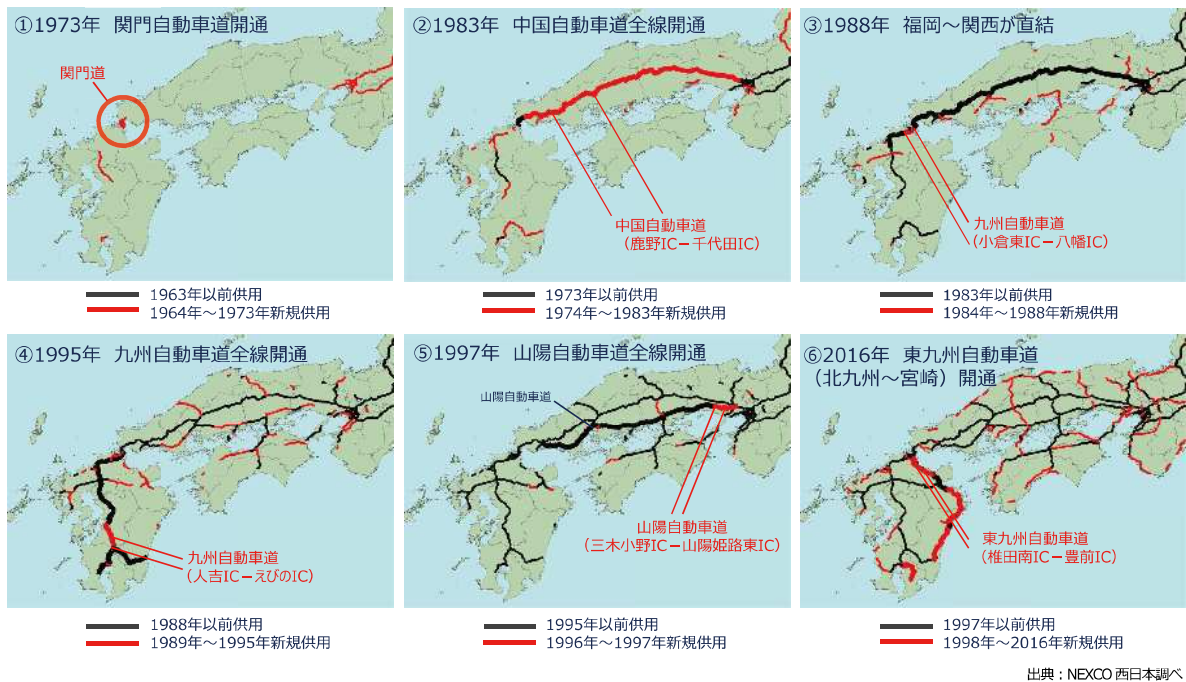 ①1973年 関門自動車道開通
関門道
1963年以前供用
1964年～1973年新規供用
②1983年 中国自動車道全線開通
中国自動車道
（鹿野IC－千代田IC）
1973年以前供用
1974年～1983年新規供用
③1988年 福岡～関西が直結
九州自動車道
（小倉東IC－八幡IC）
1983年以前供用
1984年～1988年新規供用
④1995年 九州自動車道全線開通
九州自動車道
（人吉IC－えびのIC）
1988年以前供用
1989年～1995年新規供用
⑤1997年 山陽自動車道全線開通
山陽自動車道
山陽自動車道
（三木小野IC－山陽姫路東IC）
1995年以前供用
1996年～1997年新規供用
⑥2016年 東九州自動車道
（北九州～宮崎）開通
東九州自動車道
（椎田南IC－豊前IC）
1997年以前供用
1998年～2016年新規供用
出典：NEXCO 西日本調べ